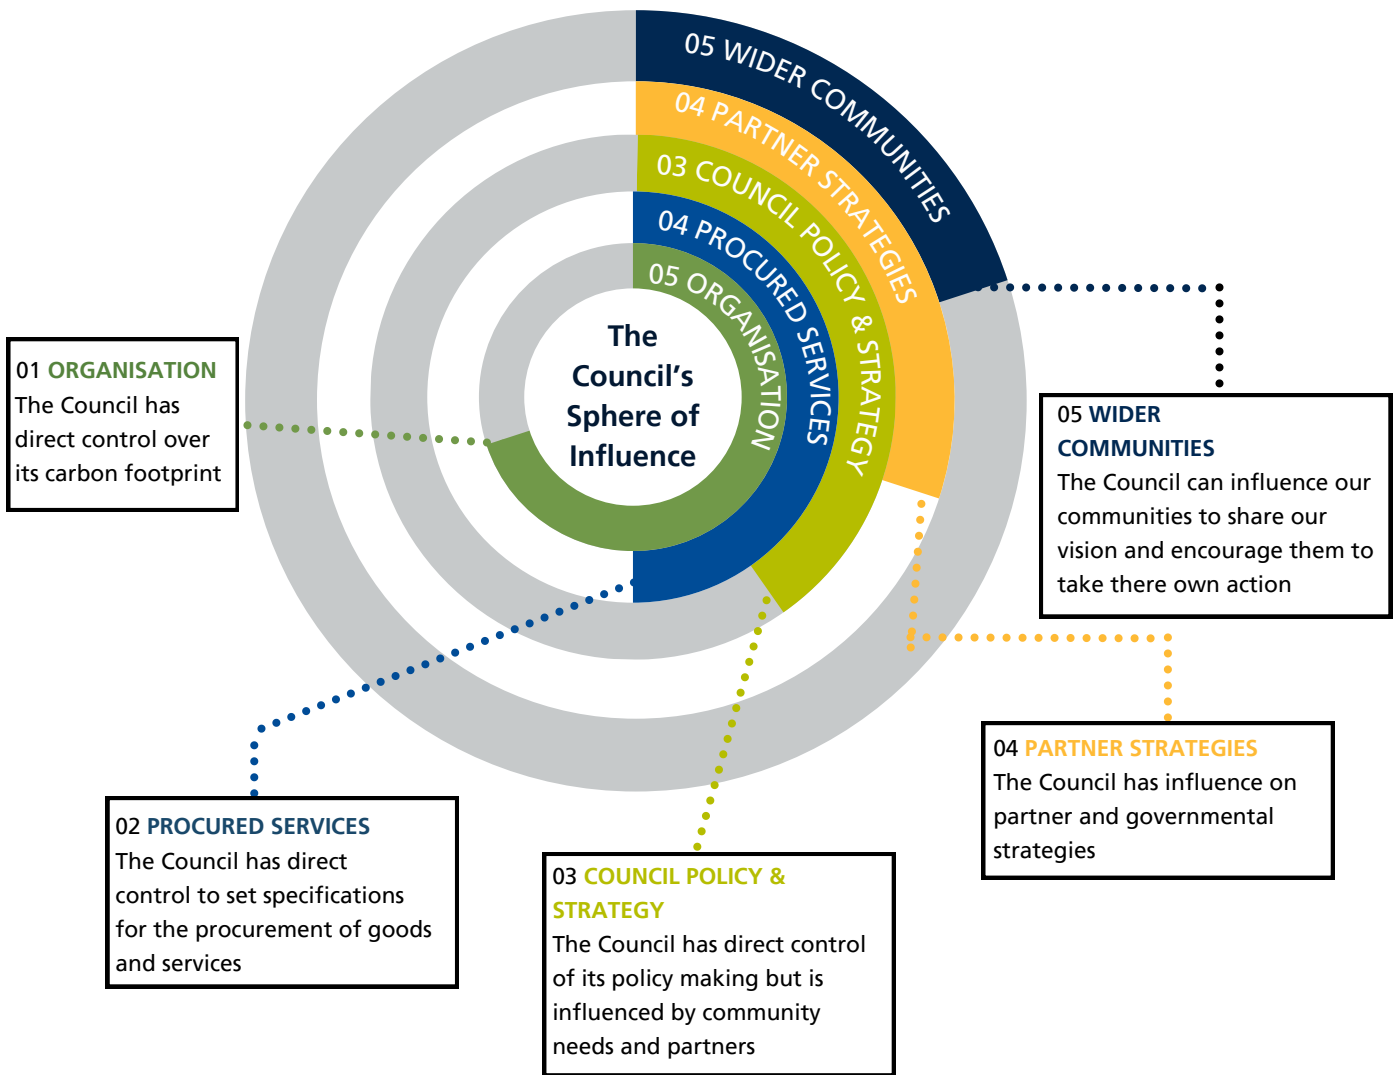 05 WIDER COMMUNITIES
04 PARTNER STRATEGIES
03 COUNCIL POLICY & STRATEGY
04 PROCURED SERVICES
05 ORGANISATION
The
Council's
Sphere of
Influence
01 ORGANISATION
The Council has
direct control over
its carbon footprint
05 WIDER
COMMUNITIES
The Council can influence our
communities to share our
vision and encourage them to
take there own action
04 PARTNER STRATEGIES
The Council has influence on
partner and governmental
strategies
02 PROCURED SERVICES
The Council has direct
control to set specifications
for the procurement of goods
and services
03 COUNCIL POLICY &
STRATEGY
The Council has direct control
of its policy making but is
influenced by community
needs and partners